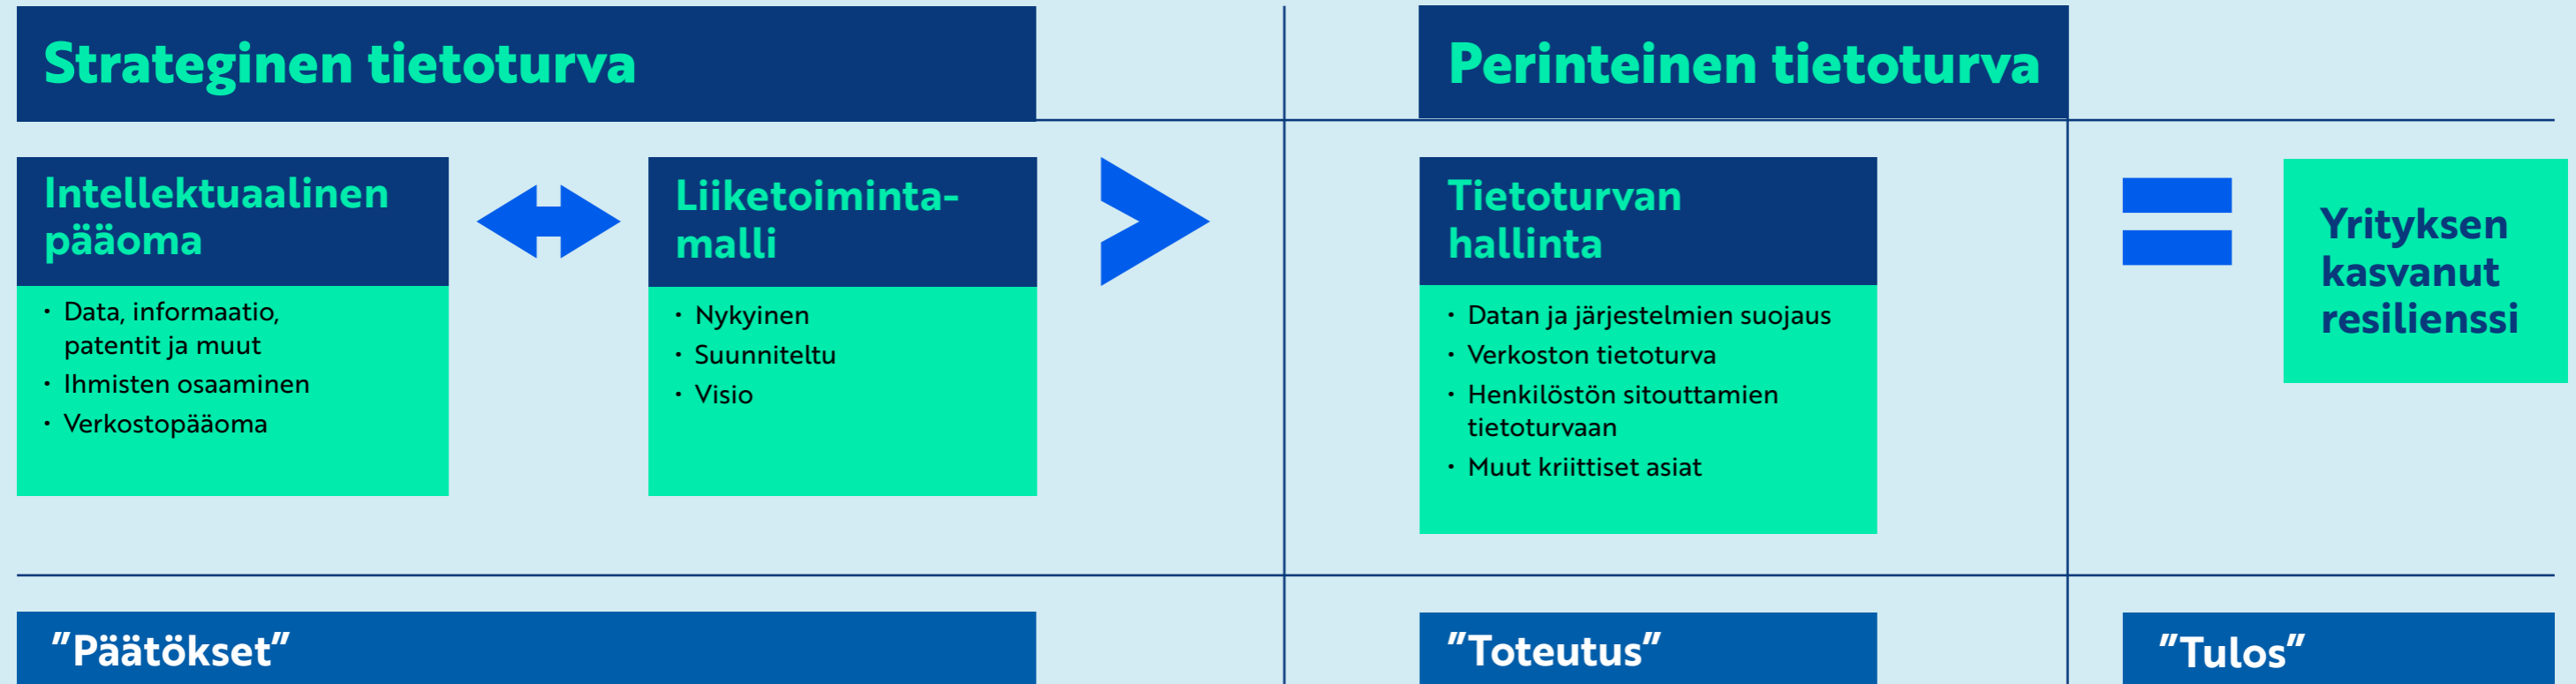 Strateginen tietoturva
Perinteinen tietoturva
Intellektuaalinen
pääoma
• Data, informaatio,
patentit ja muut
• Ihmisten osaaminen
• Verkostopääoma
Liiketoiminta-
malli
• Nykyinen
• Suunniteltu
• Visio
Tietoturvan
hallinta
• Datan ja järjestelmien suojaus
• Verkoston tietoturva
• Henkilöstön sitouttamien
tietoturvaan
• Muut kriittiset asiat
Yrityksen
kasvanut
resilienssi
"Päätökset"
"Toteutus"
"Tulos"